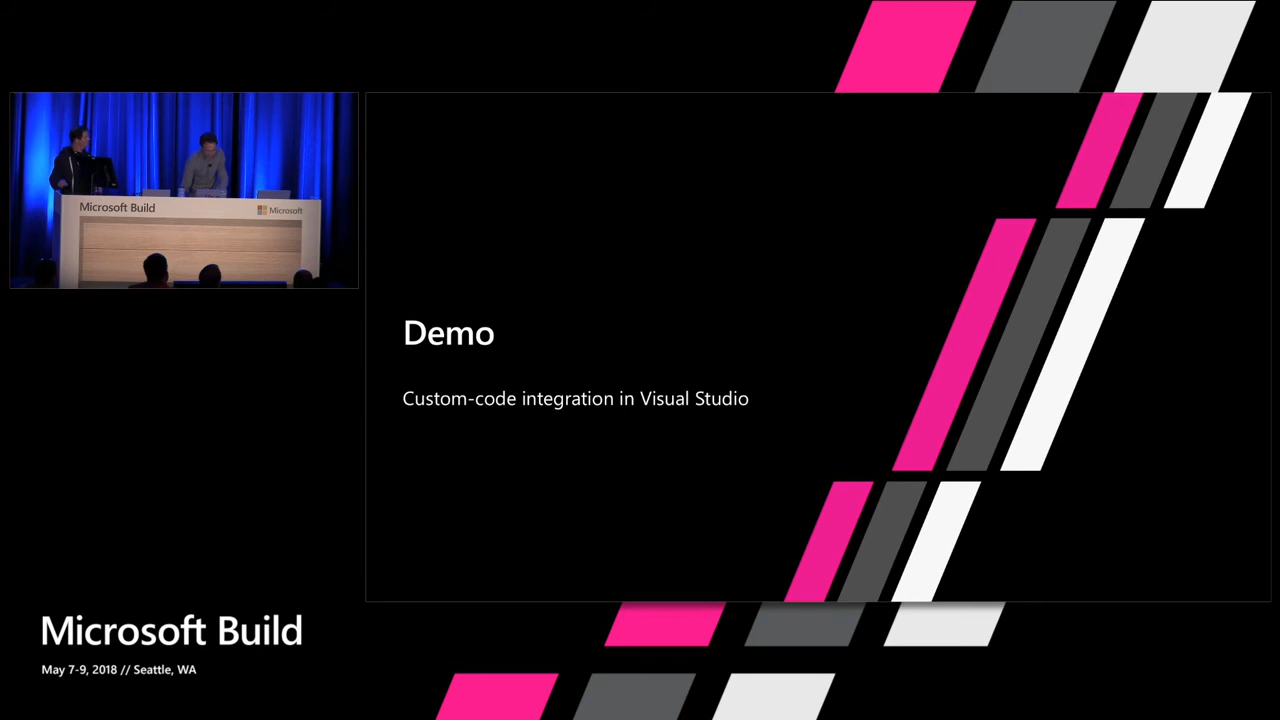 Microsoft Build
Microsoft
Demo
Custom-code integration in Visual Studio
Microsoft Build
May 7-9, 2018 // Seattle, WA